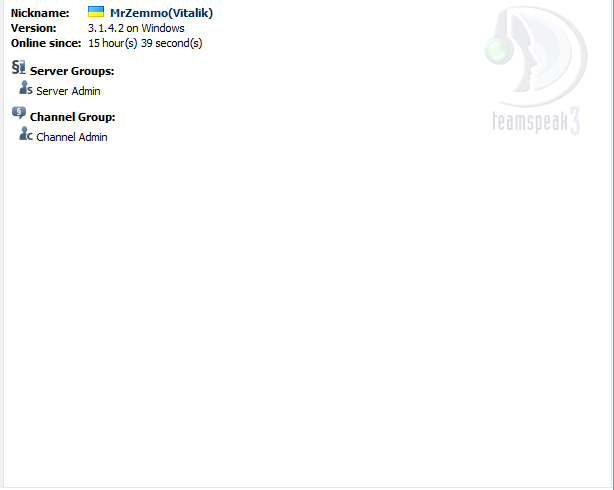 Nickname: MrZemmo(Vitalik)
Version: 3.1.4.2 on Windows
Online since: 15 hour(s) 39 second(s)
Server Groups:
Server Admin
Channel Group:
Channel Admin
teamspeak3